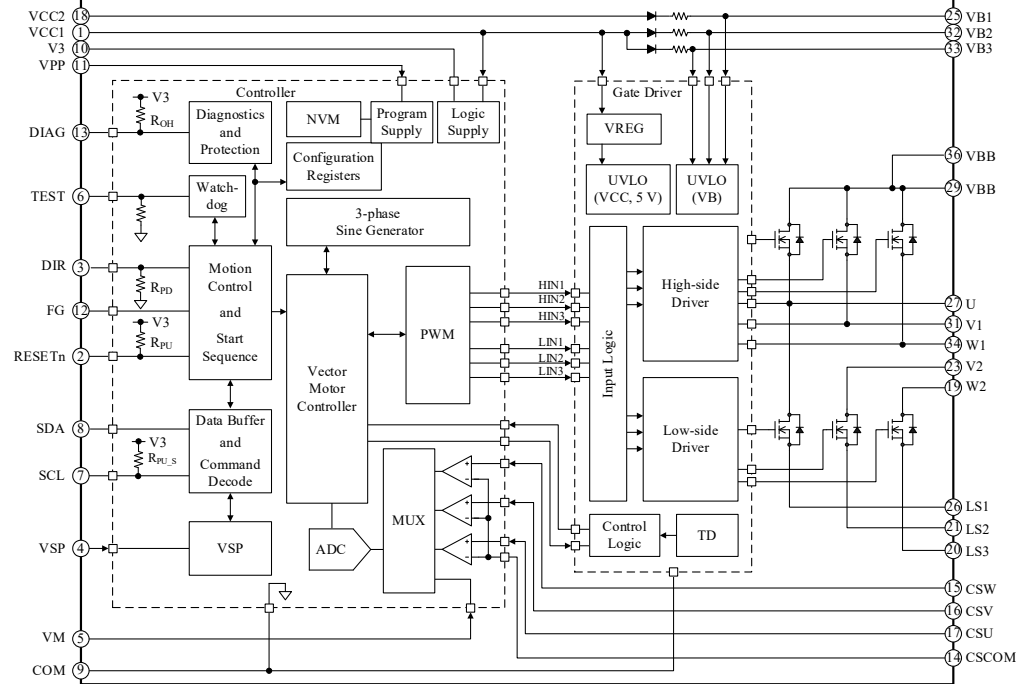 VCC2 18
VCC1 1
V3 10
VPP 11
25 VB1
32 VB2
33 VB3
Controller
Gate Driver
V3
R_OH
DIAG 13
Diagnostics
and
Protection
NVM
Program
Supply
Logic
Supply
VREG
Configuration
Registers
UVLO
(VCC, 5 V)
UVLO
(VB)
36 VBB
29 VBB
TEST 6
Watch-
dog
3-phase
Sine Generator
DIR 3
R_PD
FG 12
V3
R_PU
RESETn 2
Motion
Control
and
Start
Sequence
Vector
Motor
Controller
PWM
HIN1
HIN2
HIN3
LIN1
LIN2
LIN3
Input Logic
High-side
Driver
Low-side
Driver
27 U
31 V1
34 W1
23 V2
19 W2
SDA 8
V3
R_PU_S
SCL 7
Data Buffer
and
Command
Decode
VSP 4
VSP
ADC
MUX
+
−
+
−
+
−
Control
Logic
TD
26 LS1
21 LS2
20 LS3
15 CSW
16 CSV
17 CSU
14 CSCOM
VM 5
COM 9